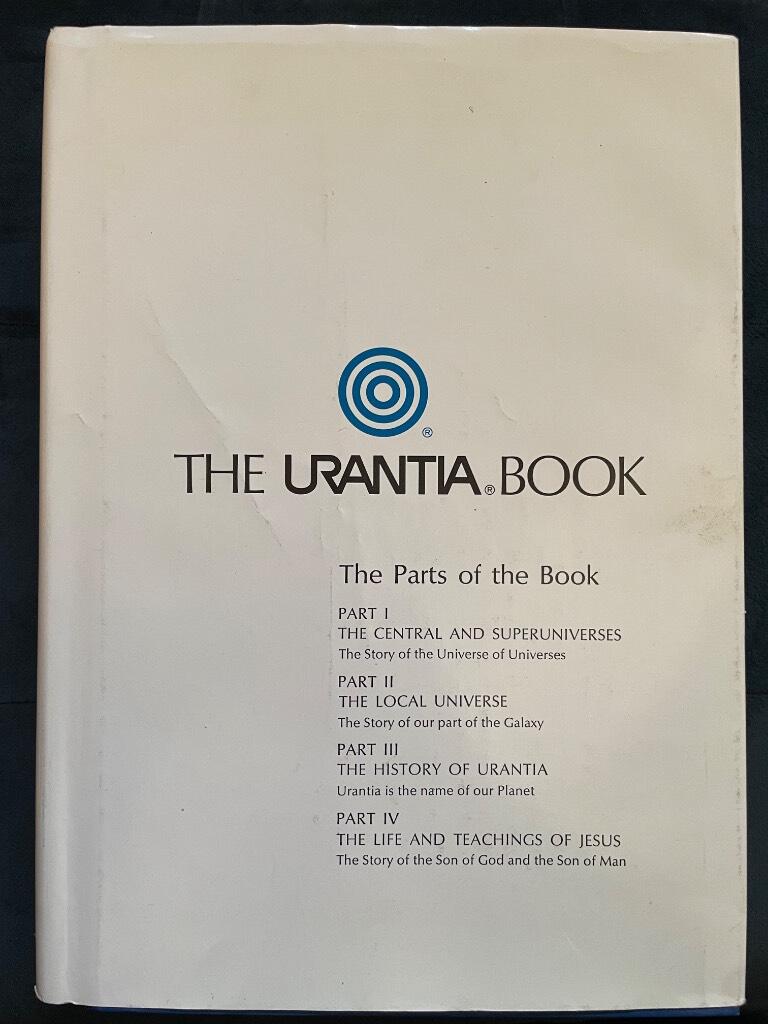 ®
THE URANTIA® BOOK
The Parts of the Book
PART I
THE CENTRAL AND SUPERUNIVERSES
The Story of the Universe of Universes
PART II
THE LOCAL UNIVERSE
The Story of our part of the Galaxy
PART III
THE HISTORY OF URANTIA
Urantia is the name of our Planet
PART IV
THE LIFE AND TEACHINGS OF JESUS
The Story of the Son of God and the Son of Man